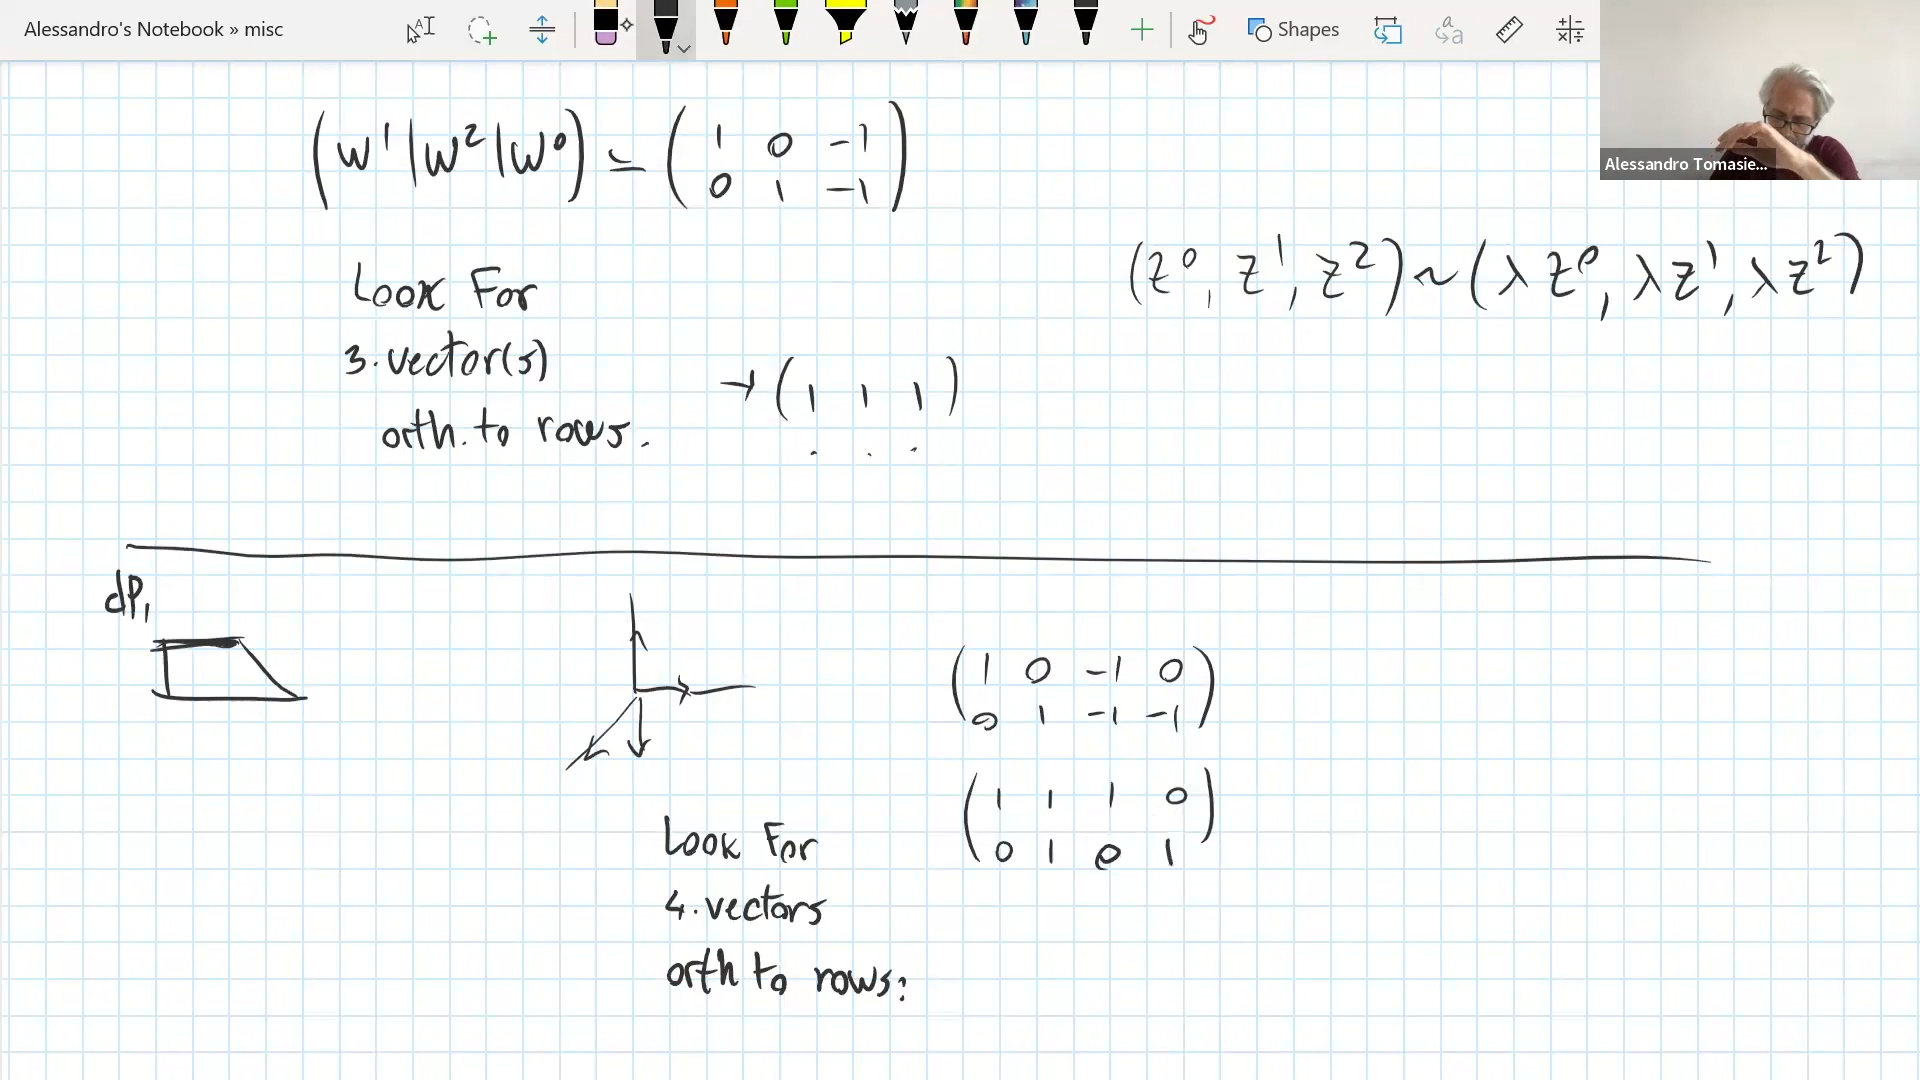 Alessandro's Notebook » misc
Shapes
Alessandro Tomasie...
(W¹|W²|W⁰) = ( 1 0 -1
0 1 -1 )
(z⁰, z¹, z²) ~ (λz⁰, λz¹, λz²)
Look For
3.vector(s)
orth. to rows.
→ ( 1 1 1 )
dP₁
( 1 0 -1 0
0 1 -1 -1 )
( 1 1 1 0
0 1 0 1 )
Look For
4.vectors
orth to rows: